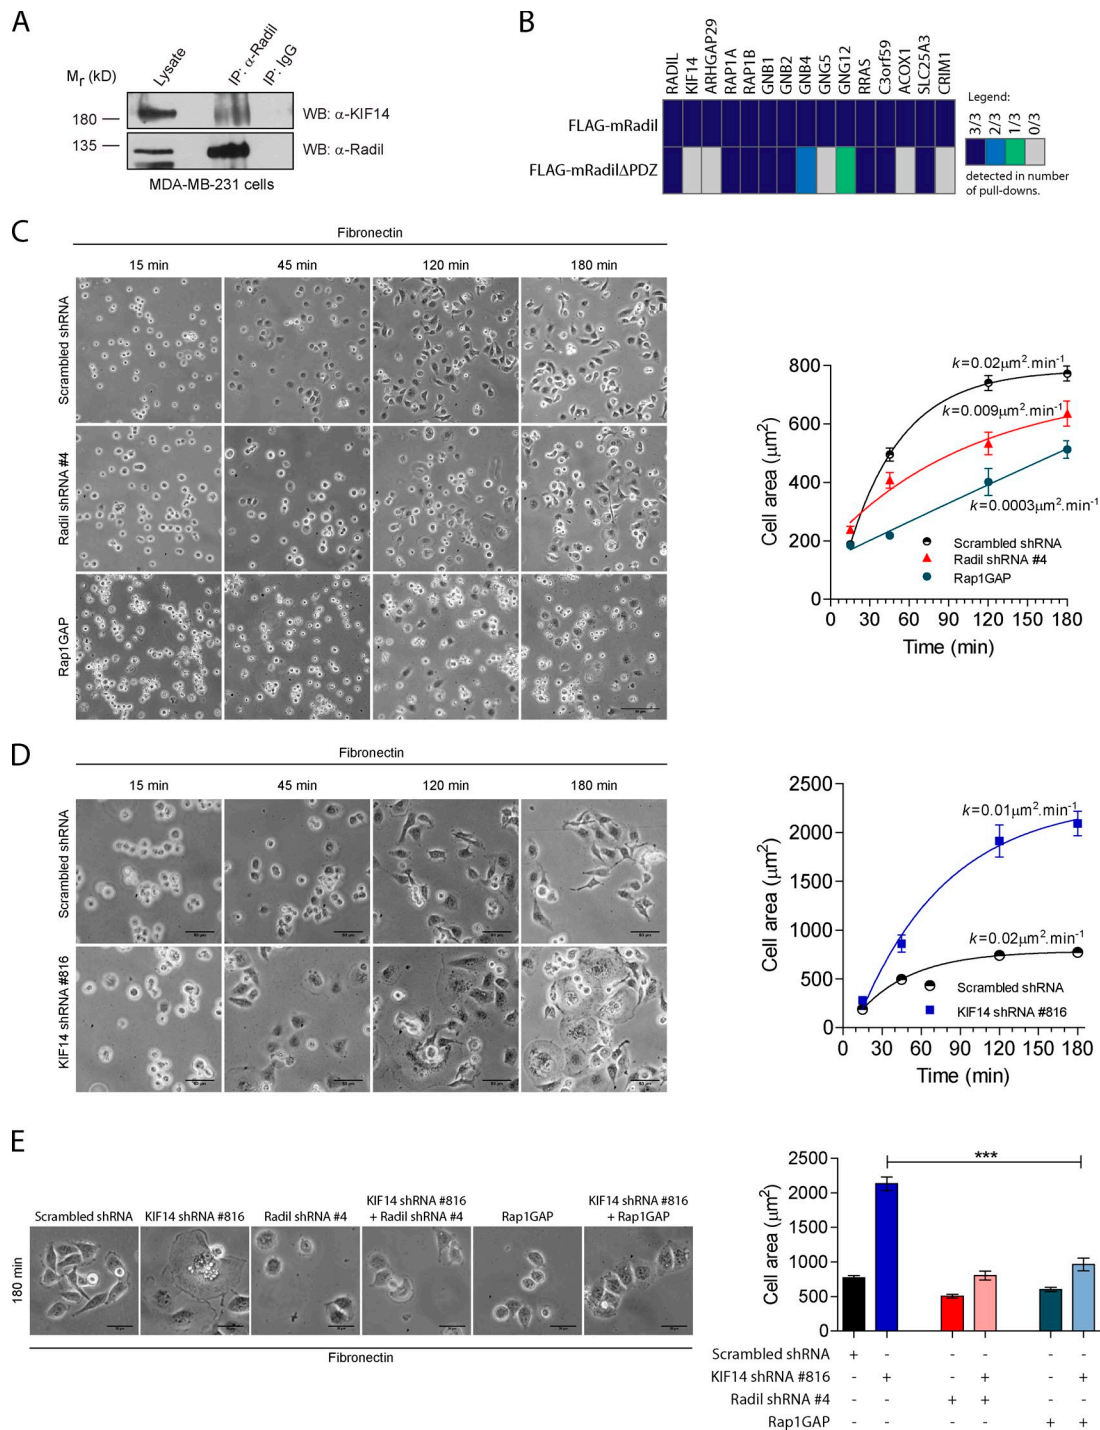 A
Lysate
IP: α-Radil
IP: IgG
Mr (kD)
180
WB: α-KIF14
135
WB: α-Radil
MDA-MB-231 cells
B
RADIL
KIF14
ARHGAP29
RAP1A
RAP1B
GNB1
GNB2
GNB4
GNG5
GNG12
RRAS
C3orf59
ACOX1
SLC25A3
CRIM1
FLAG-mRadil
FLAG-mRadilΔPDZ
Legend:
3/3
2/3
1/3
0/3
detected in number
of pull-downs.
C
Fibronectin
15 min
45 min
120 min
180 min
Scrambled shRNA
Radil shRNA #4
Rap1GAP
Cell area (μm²)
800
600
400
200
0
k=0.02μm².min⁻¹
k=0.009μm².min⁻¹
k=0.0003μm².min⁻¹
Scrambled shRNA
Radil shRNA #4
Rap1GAP
0 30 60 90 120 150 180
Time (min)
D
Fibronectin
15 min
45 min
120 min
180 min
Scrambled shRNA
KIF14 shRNA #816
Cell area (μm²)
2500
2000
1500
1000
500
0
k=0.01μm².min⁻¹
k=0.02μm².min⁻¹
Scrambled shRNA
KIF14 shRNA #816
0 30 60 90 120 150 180
Time (min)
E
Scrambled shRNA
KIF14 shRNA #816
Radil shRNA #4
KIF14 shRNA #816
+ Radil shRNA #4
Rap1GAP
KIF14 shRNA #816
+ Rap1GAP
180 min
Fibronectin
Cell area (μm²)
2500
2000
1500
1000
500
0
***
Scrambled shRNA + - - - - -
KIF14 shRNA #816 - + - + - +
Radil shRNA #4 - - + + - -
Rap1GAP - - - - + +